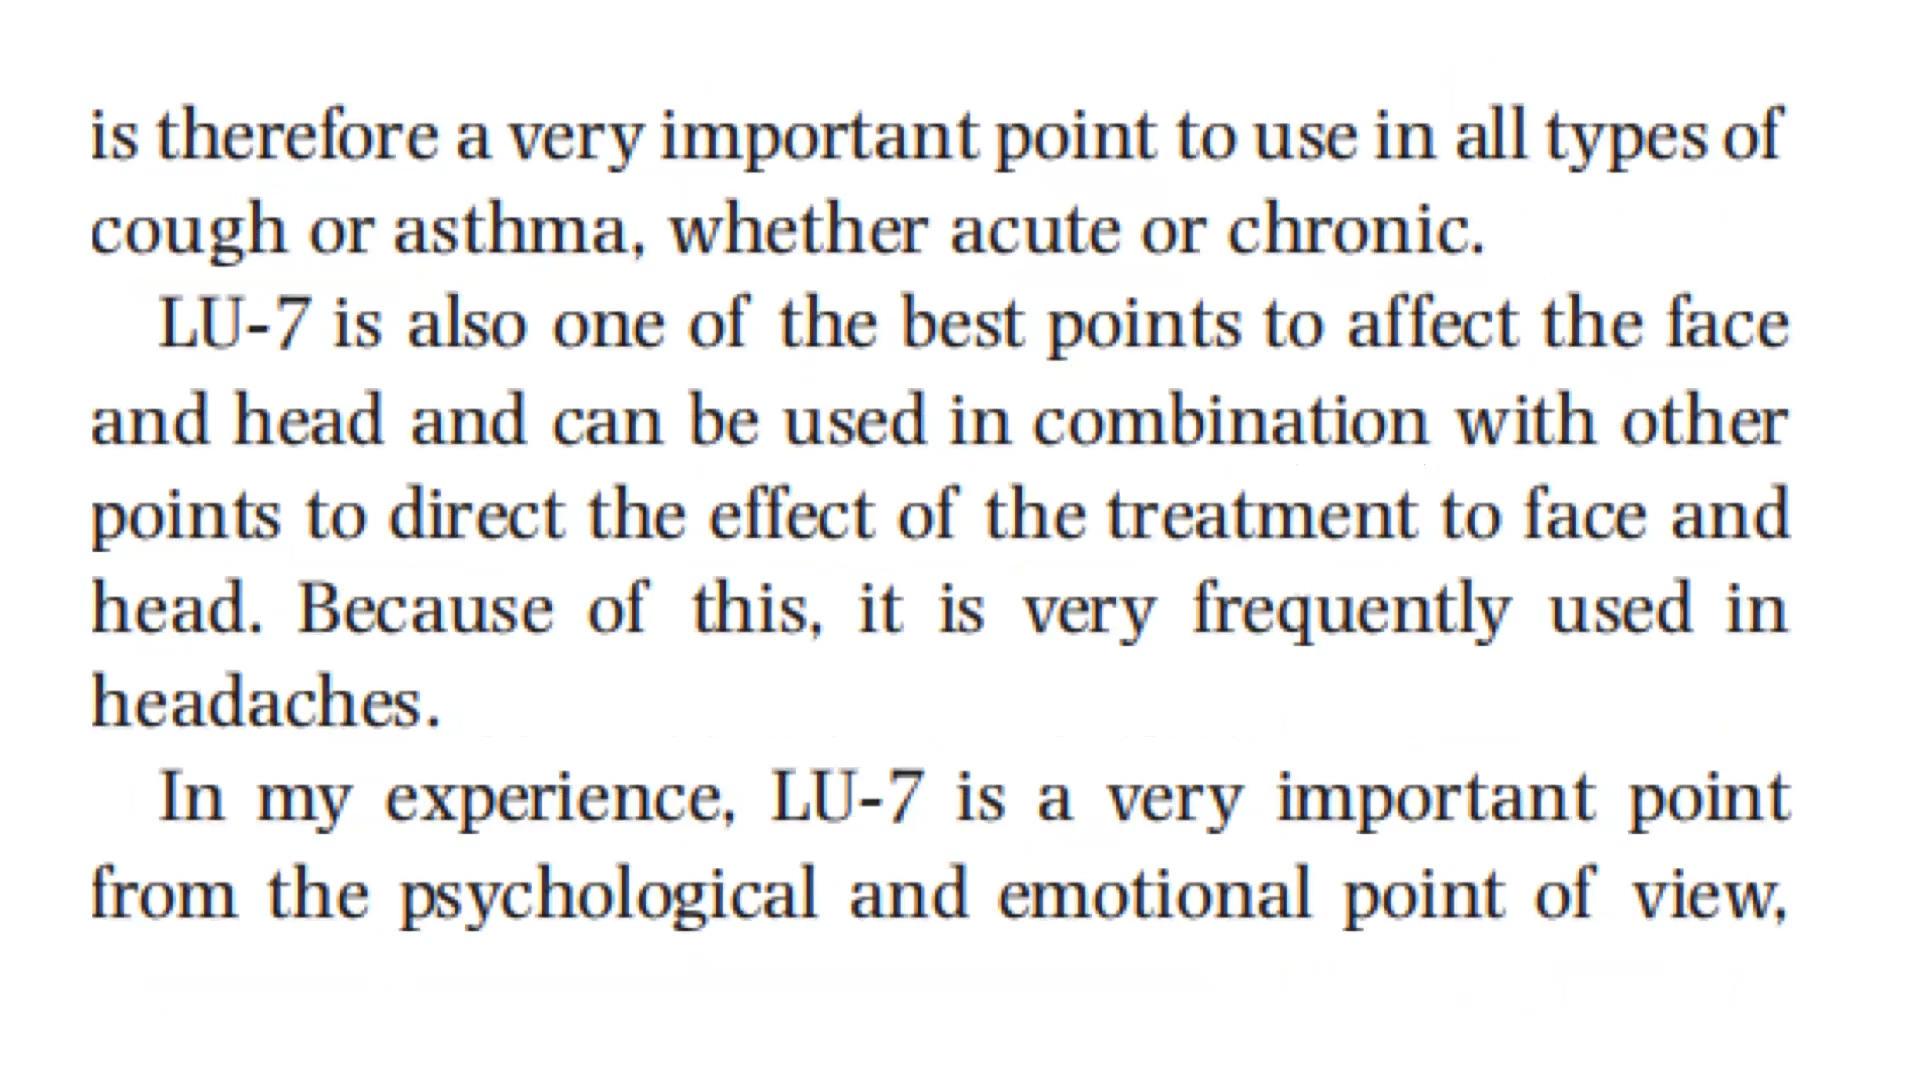 is therefore a very important point to use in all types of
cough or asthma, whether acute or chronic.
LU-7 is also one of the best points to affect the face
and head and can be used in combination with other
points to direct the effect of the treatment to face and
head. Because of this, it is very frequently used in
headaches.
In my experience, LU-7 is a very important point
from the psychological and emotional point of view,